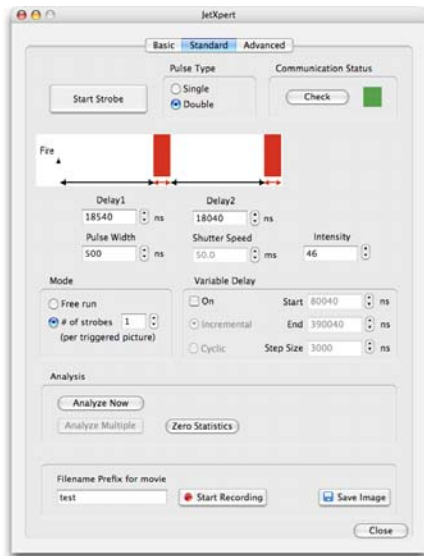 JetXpert
Basic Standard Advanced
Pulse Type
Communication Status
Start Strobe
Single
Double
Check
Fire
Delay1
Delay2
18540 ns
18040 ns
Pulse Width
Shutter Speed
Intensity
500 ns
50.0 ms
46
Mode
Variable Delay
Free run
# of strobes 1
(per triggered picture)
On
Start 80040 ns
Incremental
End 390040 ns
Cyclic
Step Size 3000 ns
Analysis
Analyze Now
Analyze Multiple
Zero Statistics
Filename Prefix for movie
test
Start Recording
Save Image
Close